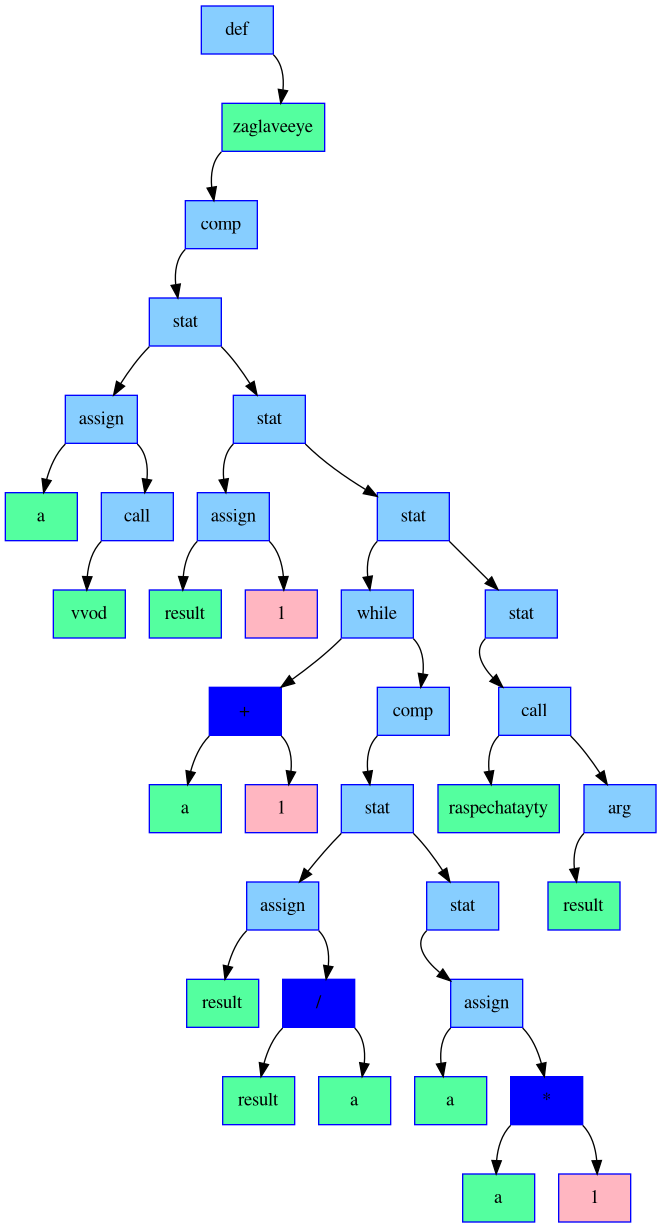 def
zaglaveeye
comp
stat
assign
stat
a
call
assign
stat
vvod
result
1
while
stat
+
comp
call
a
1
stat
raspechatayty
arg
assign
stat
result
result
/
assign
result
a
a
*
a
1